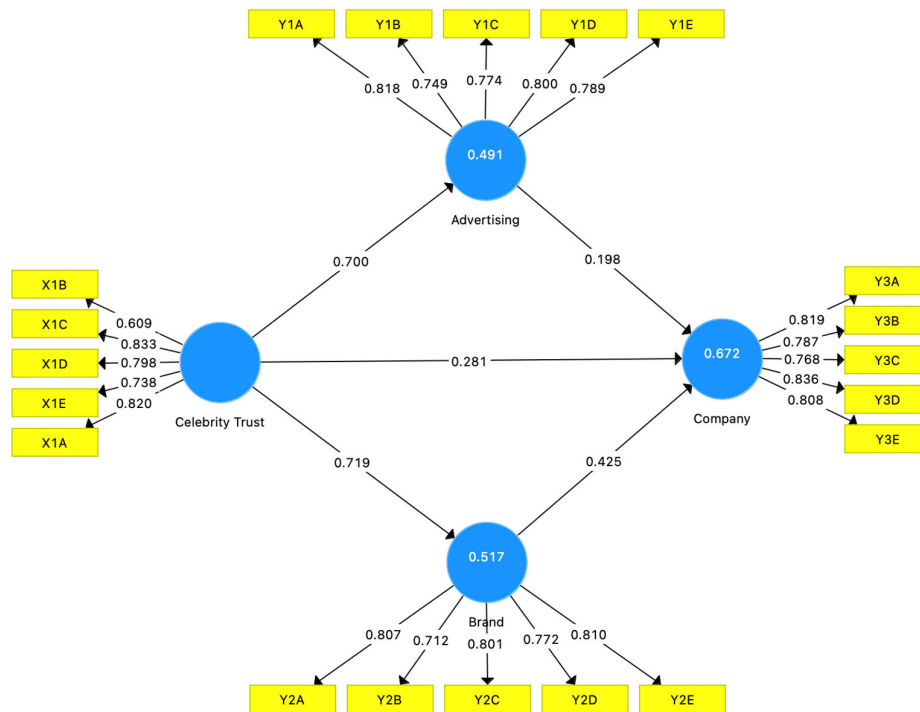 Y1A Y1B Y1C Y1D Y1E
0.818 0.749 0.774 0.800 0.789
0.491
Advertising
0.700 0.198
X1B
X1C
X1D
X1E
X1A
0.609
0.833
0.798
0.738
0.820
Celebrity Trust
0.281
0.672
Company
Y3A
Y3B
Y3C
Y3D
Y3E
0.819
0.787
0.768
0.836
0.808
0.719 0.425
0.517
Brand
0.807 0.712 0.801 0.772 0.810
Y2A Y2B Y2C Y2D Y2E